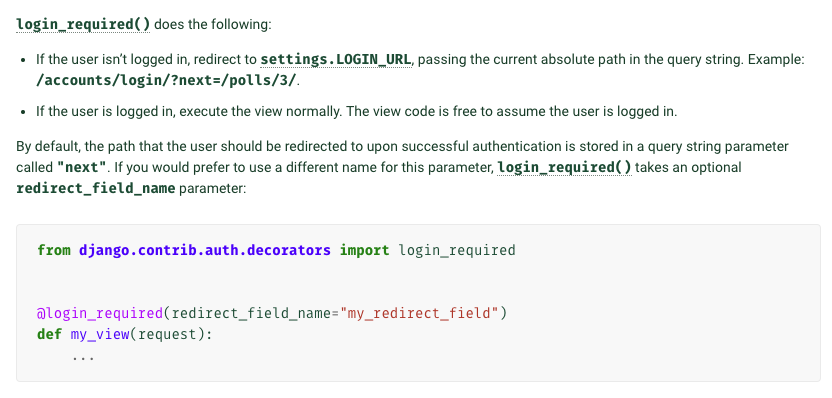 login_required() does the following:
• If the user isn’t logged in, redirect to settings.LOGIN_URL, passing the current absolute path in the query string. Example:
/accounts/login/?next=/polls/3/.
• If the user is logged in, execute the view normally. The view code is free to assume the user is logged in.
By default, the path that the user should be redirected to upon successful authentication is stored in a query string parameter
called "next". If you would prefer to use a different name for this parameter, login_required() takes an optional
redirect_field_name parameter:
from django.contrib.auth.decorators import login_required
@login_required(redirect_field_name="my_redirect_field")
def my_view(request):
    ...